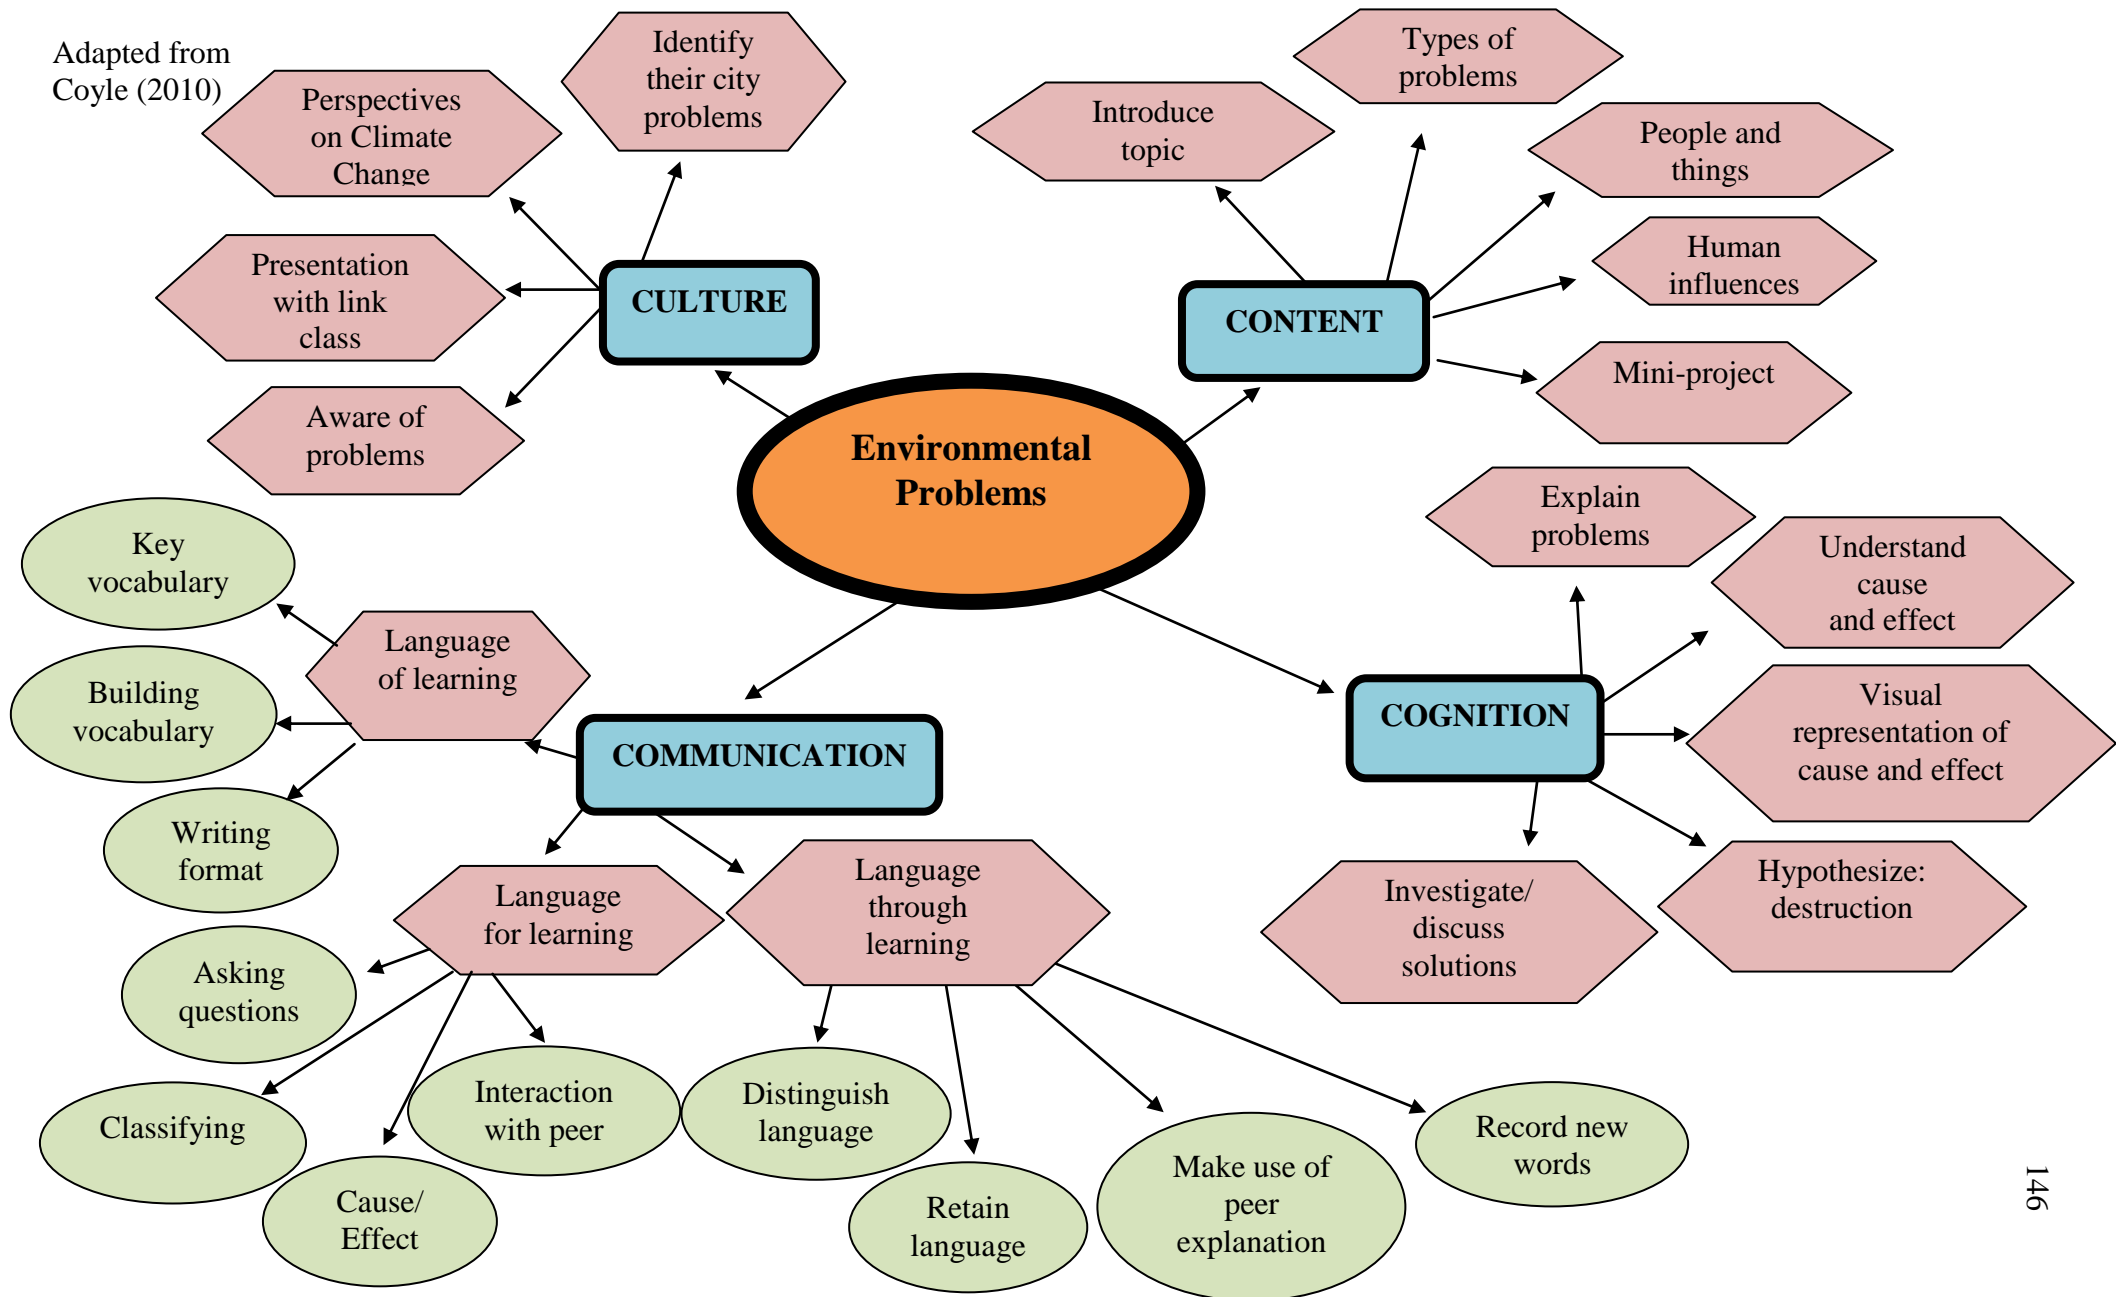 Adapted from
Coyle (2010)
Perspectives
on Climate
Change
Identify
their city
problems
Presentation
with link
class
Aware of
problems
CULTURE
Introduce
topic
Types of
problems
People and
things
Human
influences
Mini-project
CONTENT
Environmental
Problems
Explain
problems
Understand
cause
and effect
Visual
representation of
cause and effect
Hypothesize:
destruction
Investigate/
discuss
solutions
COGNITION
COMMUNICATION
Language
of learning
Key
vocabulary
Building
vocabulary
Writing
format
Language
for learning
Asking
questions
Classifying
Cause/
Effect
Interaction
with peer
Language
through
learning
Distinguish
language
Retain
language
Make use of
peer
explanation
Record new
words
146